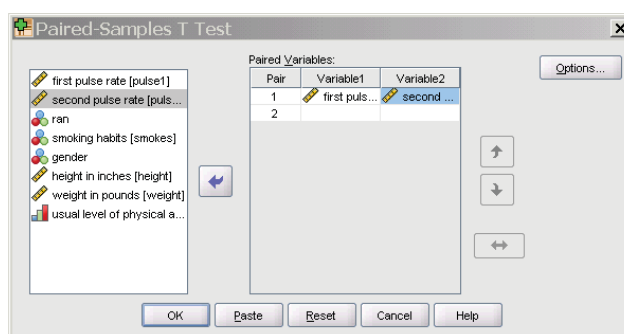 Paired-Samples T Test
first pulse rate [pulse1]
second pulse rate [puls...
ran
smoking habits [smokes]
gender
height in inches [height]
weight in pounds [weight]
usual level of physical a...
Paired Variables:
Pair Variable1 Variable2
1 first puls... second ...
2
Options...
OK Paste Reset Cancel Help